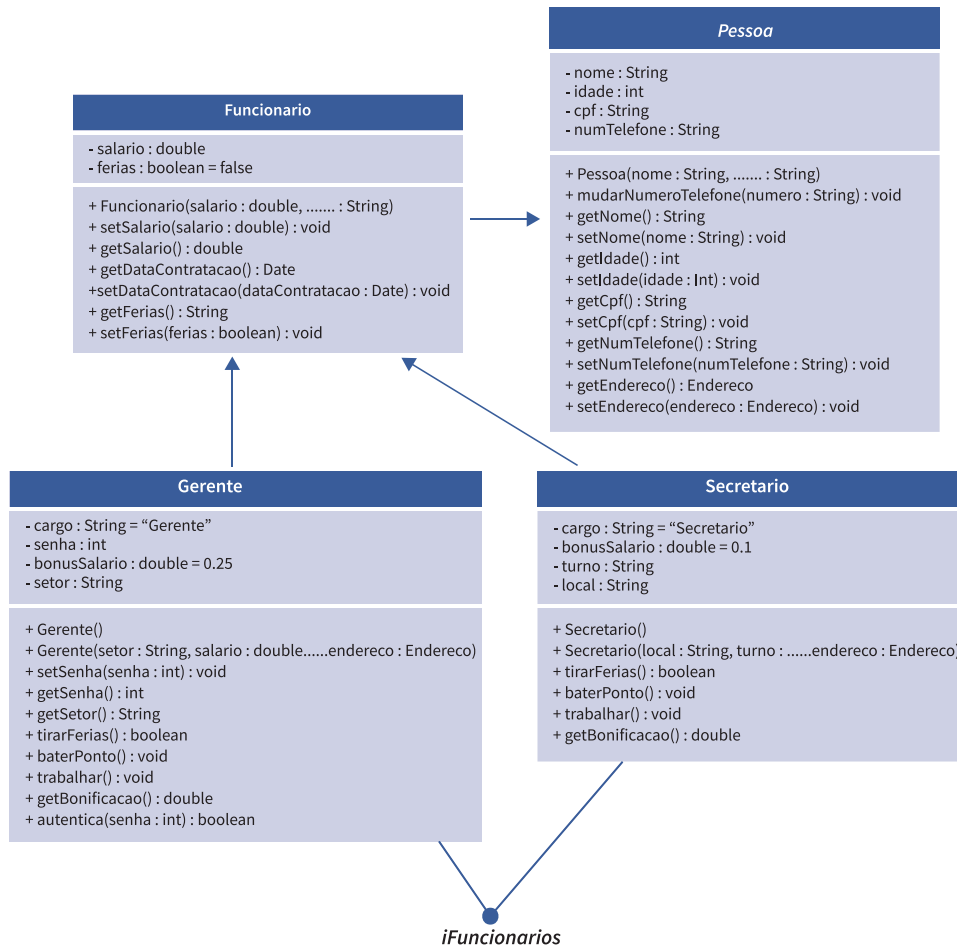 Pessoa
- nome : String
- idade : int
- cpf : String
- numTelefone : String
+ Pessoa(nome : String, ....... : String)
+ mudarNumeroTelefone(numero : String) : void
+ getNome() : String
+ setNome(nome : String) : void
+ getIdade() : int
+ setIdade(idade : Int) : void
+ getCpf() : String
+ setCpf(cpf : String) : void
+ getNumTelefone() : String
+ setNumTelefone(numTelefone : String) : void
+ getEndereco() : Endereco
+ setEndereco(endereco : Endereco) : void
Funcionario
- salario : double
- ferias : boolean = false
+ Funcionario(salario : double, ....... : String)
+ setSalario(salario : double) : void
+ getSalario() : double
+ getDataContratacao() : Date
+setDataContratacao(dataContratacao : Date) : void
+ getFerias() : String
+ setFerias(ferias : boolean) : void
Gerente
- cargo : String = “Gerente”
- senha : int
- bonusSalario : double = 0.25
- setor : String
+ Gerente()
+ Gerente(setor : String, salario : double......endereco : Endereco)
+ setSenha(senha : int) : void
+ getSenha() : int
+ getSetor() : String
+ tirarFerias() : boolean
+ baterPonto() : void
+ trabalhar() : void
+ getBonificacao() : double
+ autentica(senha : int) : boolean
Secretario
- cargo : String = “Secretario”
- bonusSalario : double = 0.1
- turno : String
- local : String
+ Secretario()
+ Secretario(local : String, turno : ......endereco : Endereco)
+ tirarFerias() : boolean
+ baterPonto() : void
+ trabalhar() : void
+ getBonificacao() : double
iFuncionarios